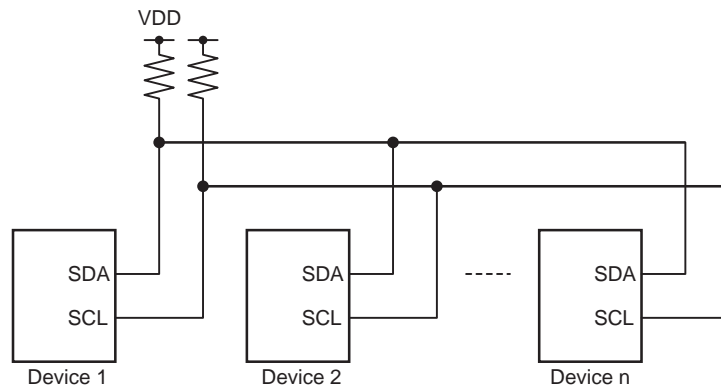 VDD
SDA
SCL
Device 1
SDA
SCL
Device 2
SDA
SCL
Device n